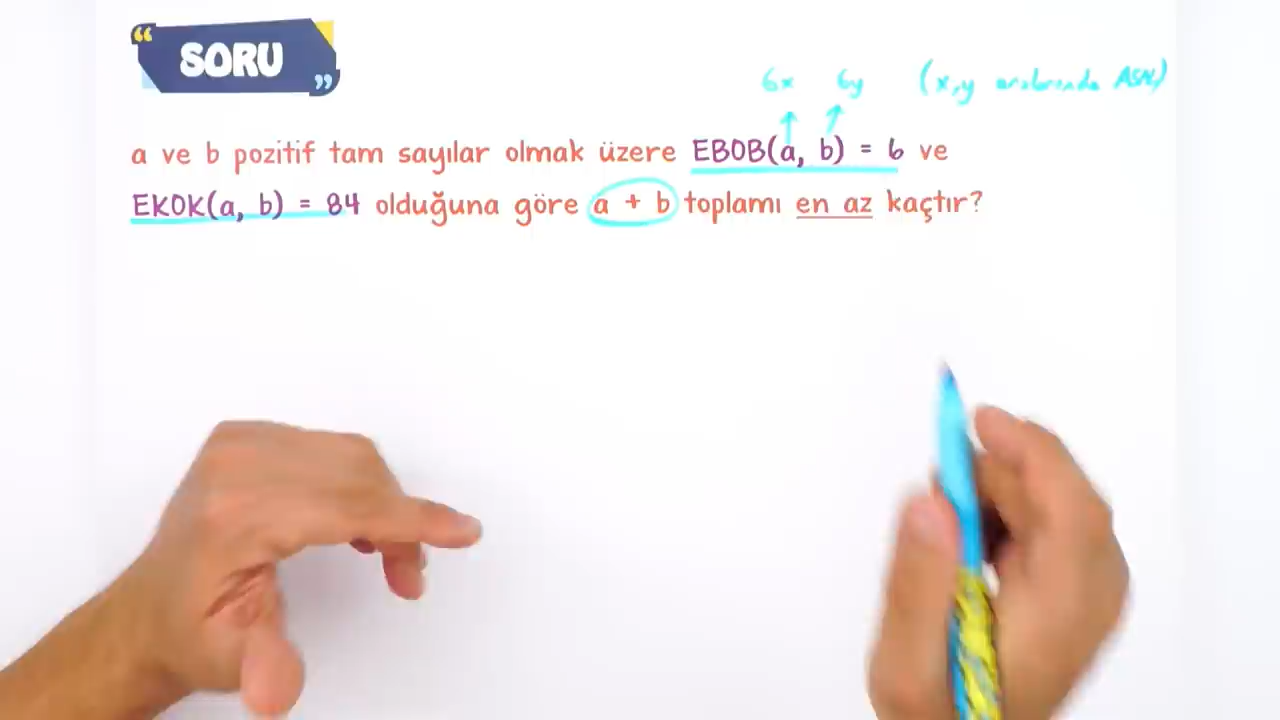 “ SORU ”
6x 6y (x,y aralarında ASAL)
a ve b pozitif tam sayılar olmak üzere EBOB(a, b) = 6 ve
EKOK(a, b) = 84 olduğuna göre a + b toplamı en az kaçtır?